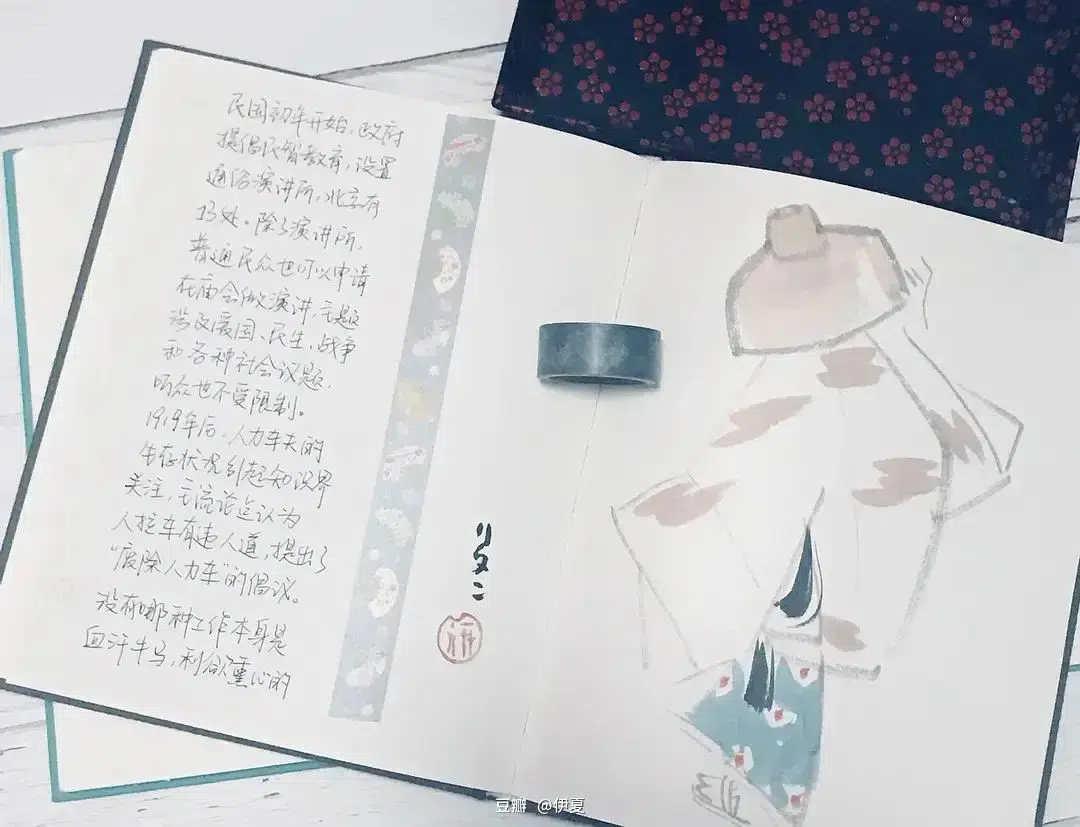 民国初年开始，政府
提倡民智教育，设置
通俗演讲所，北京有
13处。除了演讲所，
普通民众也可以申请
在庙会做演讲，主题
涉及爱国、民生、战争
和各种社会议题，
听众也不受限制。
1919年后，人力车夫的
生存状况引起知识界
关注，主流论点认为
人拉车有违人道，提出了
“废除人力车”的倡议。
没有哪种工作本身是
血汗牛马，利欲熏心的
豆瓣 @伊夏